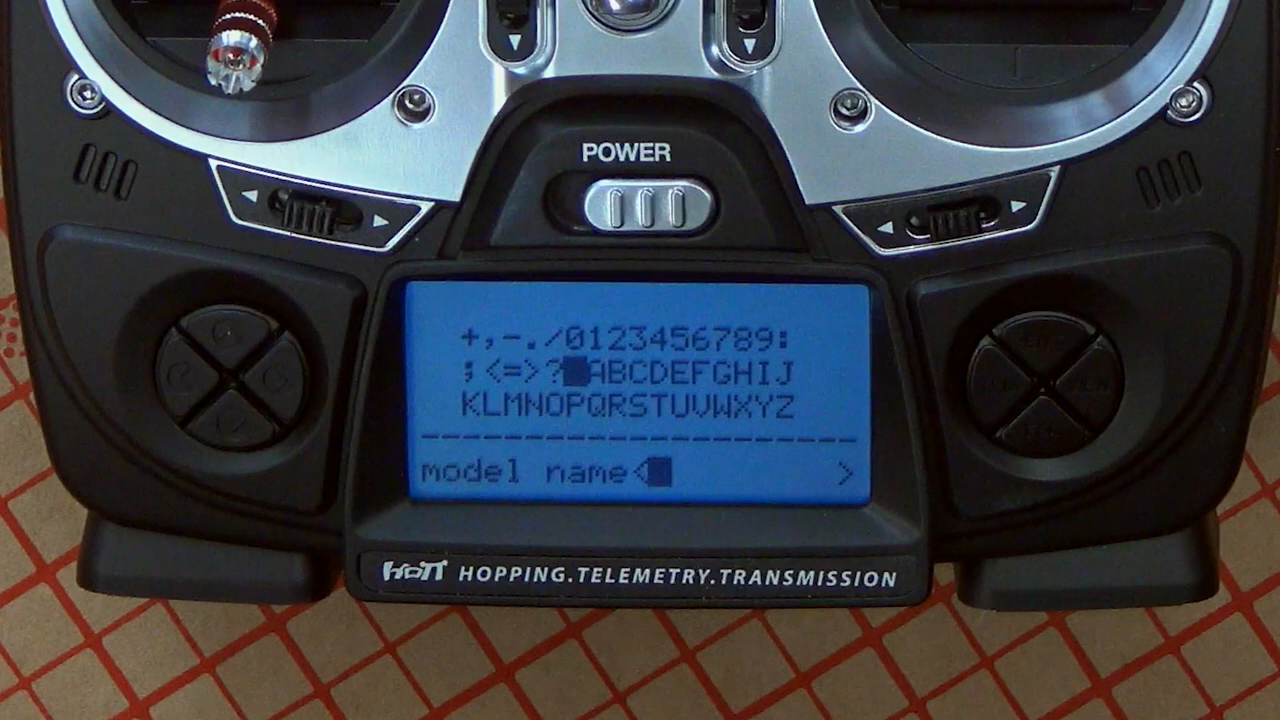 POWER
+,-./0123456789:
;<=>? ABCDEFGHIJ
KLMNOPQRSTUVWXYZ
model name< >
HoTT HOPPING.TELEMETRY.TRANSMISSION